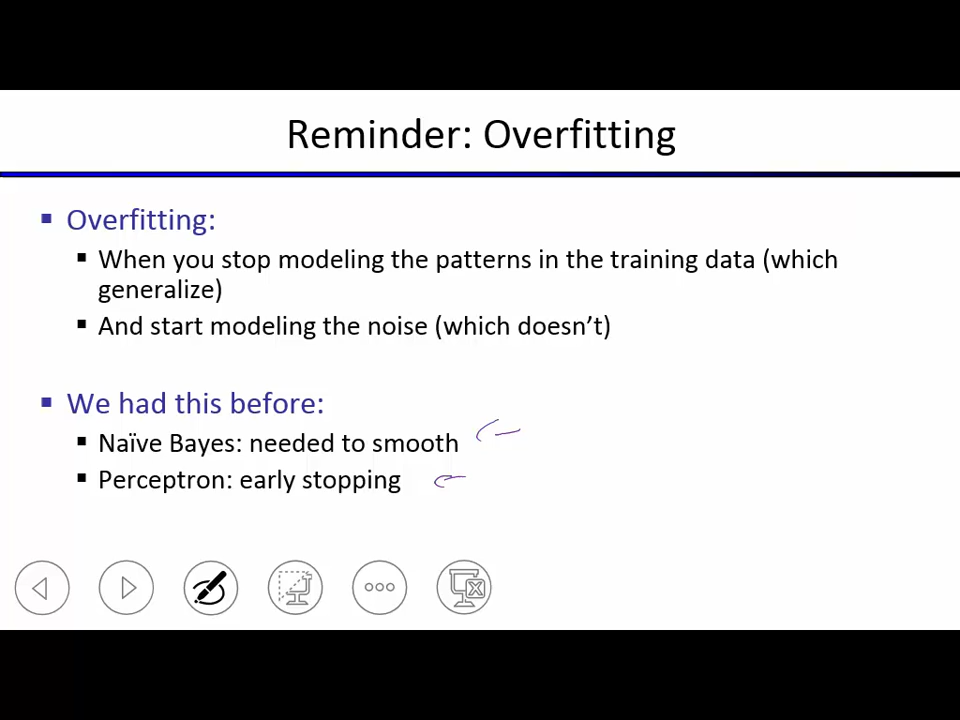 Reminder: Overfitting
▪ Overfitting:
▪ When you stop modeling the patterns in the training data (which
generalize)
▪ And start modeling the noise (which doesn’t)
▪ We had this before:
▪ Naïve Bayes: needed to smooth
▪ Perceptron: early stopping